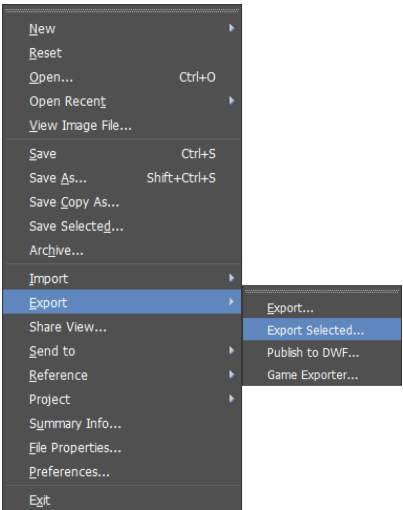 New
Reset
Open... Ctrl+O
Open Recent
View Image File...
Save Ctrl+S
Save As... Shift+Ctrl+S
Save Copy As...
Save Selected...
Archive...
Import
Export
Share View...
Send to
Reference
Project
Summary Info...
File Properties...
Preferences...
Exit
Export...
Export Selected...
Publish to DWF...
Game Exporter...